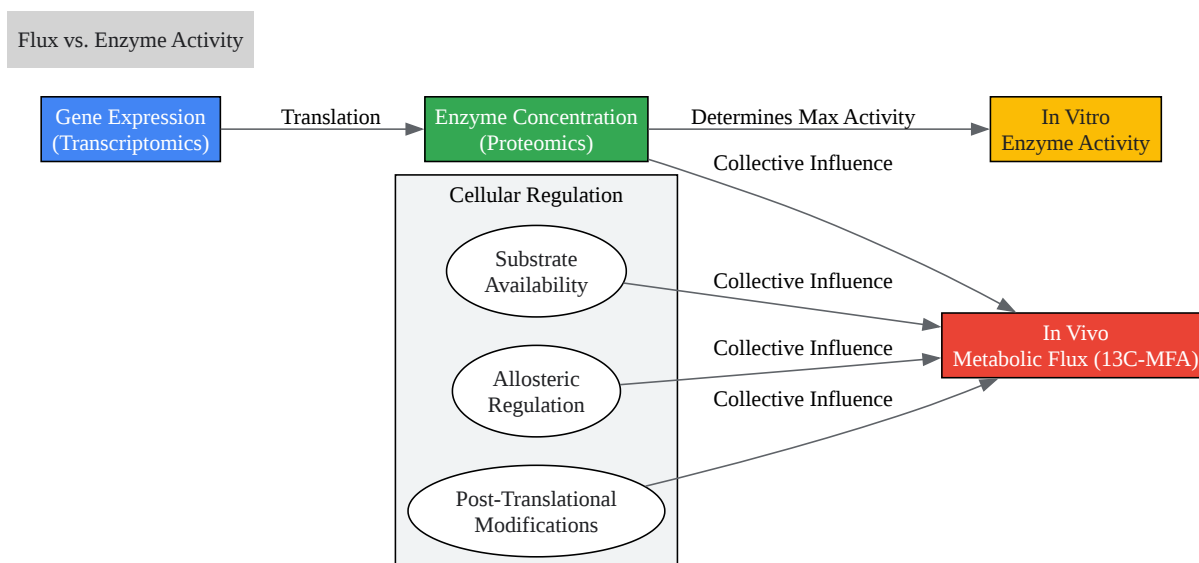 Flux vs. Enzyme Activity
Gene Expression
(Transcriptomics)
Translation
Enzyme Concentration
(Proteomics)
Determines Max Activity
In Vitro
Enzyme Activity
Collective Influence
Cellular Regulation
Substrate
Availability
Collective Influence
In Vivo
Metabolic Flux (13C-MFA)
Collective Influence
Allosteric
Regulation
Collective Influence
Post-Translational
Modifications